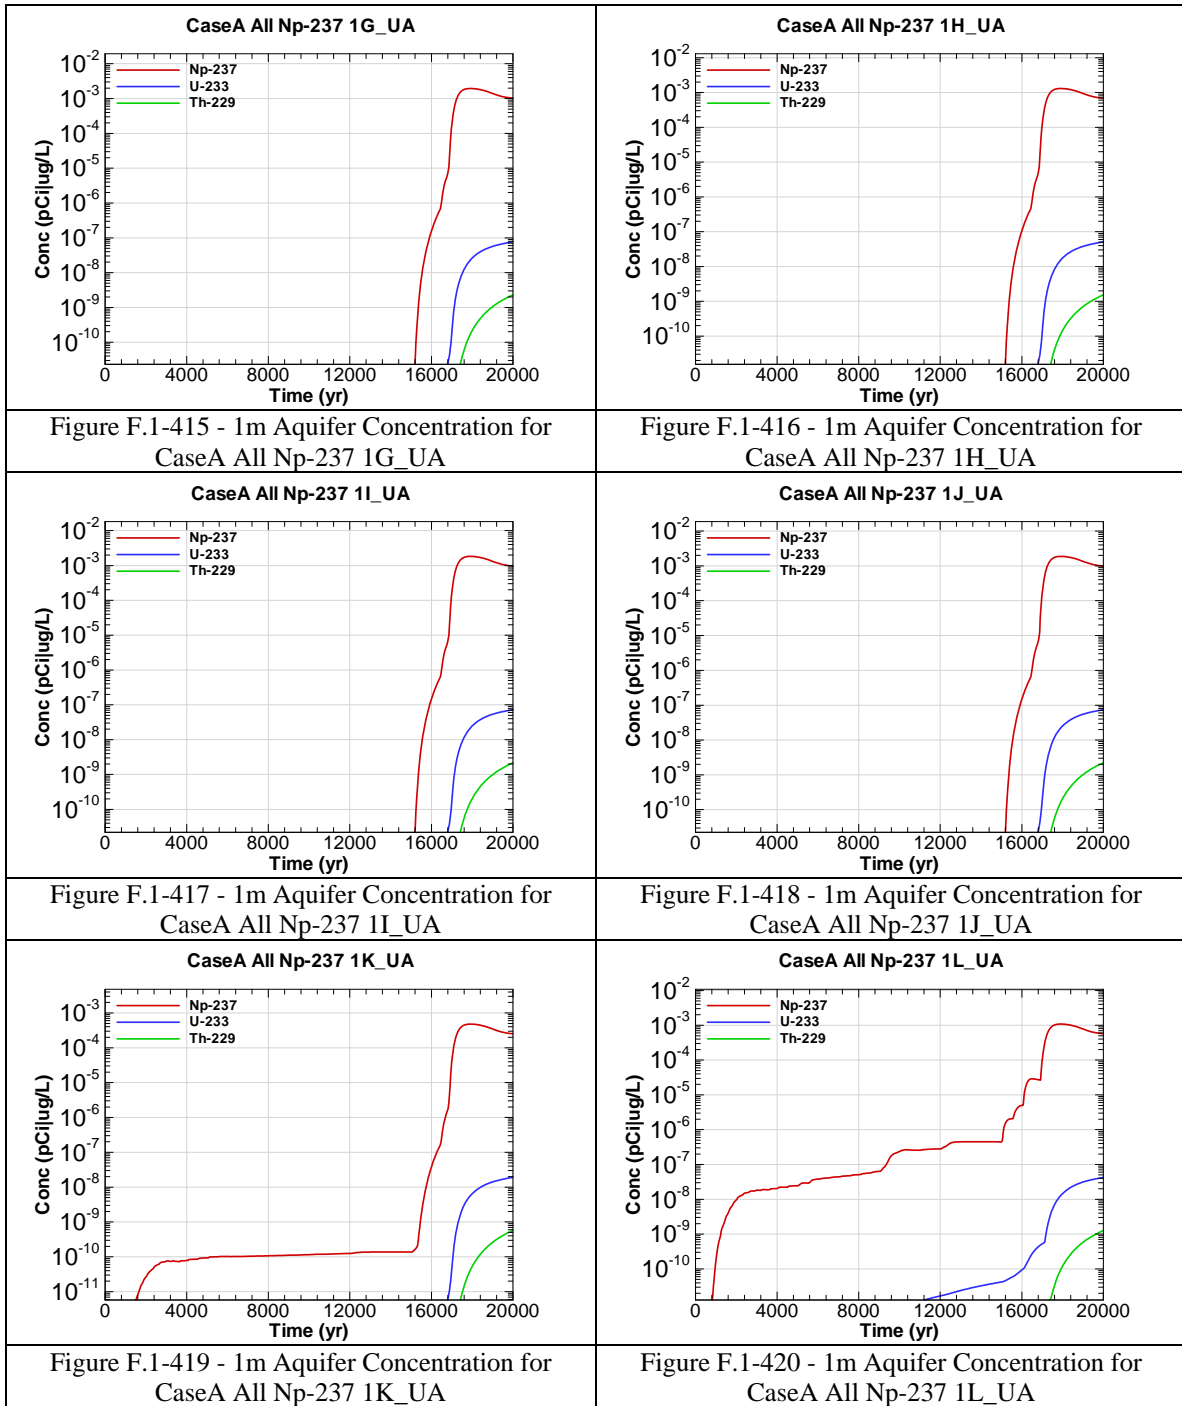 CaseA All Np-237 1G_UA
Np-237
U-233
Th-229
10-2
10-3
10-4
10-5
10-6
10-7
10-8
10-9
10-10
Conc (pCi|ug/L)
0 4000 8000 12000 16000 20000
Time (yr)
Figure F.1-415 - 1m Aquifer Concentration for
CaseA All Np-237 1G_UA
CaseA All Np-237 1H_UA
Np-237
U-233
Th-229
10-2
10-3
10-4
10-5
10-6
10-7
10-8
10-9
10-10
Conc (pCi|ug/L)
0 4000 8000 12000 16000 20000
Time (yr)
Figure F.1-416 - 1m Aquifer Concentration for
CaseA All Np-237 1H_UA
CaseA All Np-237 1I_UA
Np-237
U-233
Th-229
10-2
10-3
10-4
10-5
10-6
10-7
10-8
10-9
10-10
Conc (pCi|ug/L)
0 4000 8000 12000 16000 20000
Time (yr)
Figure F.1-417 - 1m Aquifer Concentration for
CaseA All Np-237 1I_UA
CaseA All Np-237 1J_UA
Np-237
U-233
Th-229
10-2
10-3
10-4
10-5
10-6
10-7
10-8
10-9
10-10
Conc (pCi|ug/L)
0 4000 8000 12000 16000 20000
Time (yr)
Figure F.1-418 - 1m Aquifer Concentration for
CaseA All Np-237 1J_UA
CaseA All Np-237 1K_UA
Np-237
U-233
Th-229
10-3
10-4
10-5
10-6
10-7
10-8
10-9
10-10
10-11
Conc (pCi|ug/L)
0 4000 8000 12000 16000 20000
Time (yr)
Figure F.1-419 - 1m Aquifer Concentration for
CaseA All Np-237 1K_UA
CaseA All Np-237 1L_UA
Np-237
U-233
Th-229
10-2
10-3
10-4
10-5
10-6
10-7
10-8
10-9
10-10
Conc (pCi|ug/L)
0 4000 8000 12000 16000 20000
Time (yr)
Figure F.1-420 - 1m Aquifer Concentration for
CaseA All Np-237 1L_UA